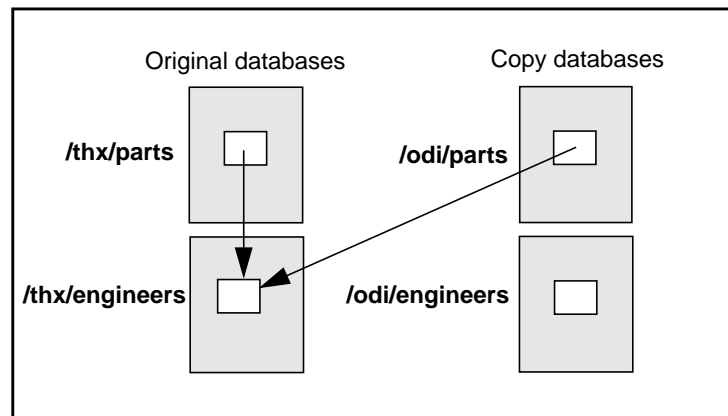 Original databases
Copy databases
/thx/parts
/odi/parts
/thx/engineers
/odi/engineers